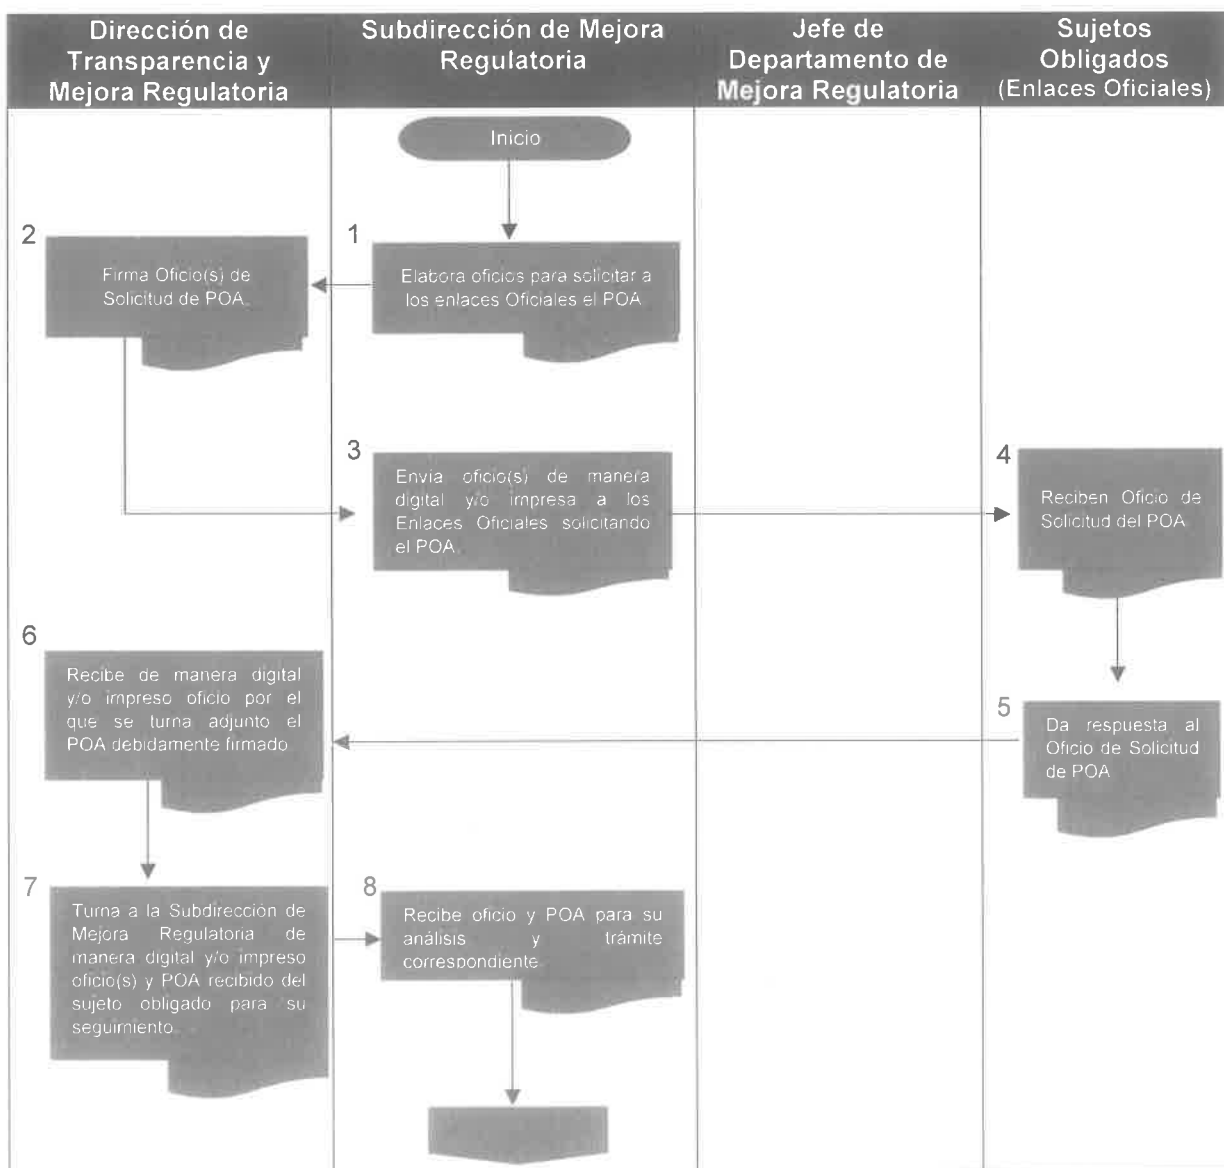 Dirección de
Transparencia y
Mejora Regulatoria
Subdirección de Mejora
Regulatoria
Jefe de
Departamento de
Mejora Regulatoria
Sujetos
Obligados
(Enlaces Oficiales)
Inicio
1
Elabora oficios para solicitar a
los enlaces Oficiales el POA
2
Firma Oficio(s) de
Solicitud de POA.
3
Envia oficio(s) de manera
digital y/o impresa a los
Enlaces Oficiales solicitando
el POA.
4
Reciben Oficio de
Solicitud del POA
5
Da respuesta al
Oficio de Solicitud
de POA
6
Recibe de manera digital
y/o impreso oficio por el
que se turna adjunto el
POA debidamente firmado.
7
Turna a la Subdirección de
Mejora Regulatoria de
manera digital y/o impreso
oficio(s) y POA recibido del
sujeto obligado para su
seguimiento.
8
Recibe oficio y POA para su
análisis y trámite
correspondiente.